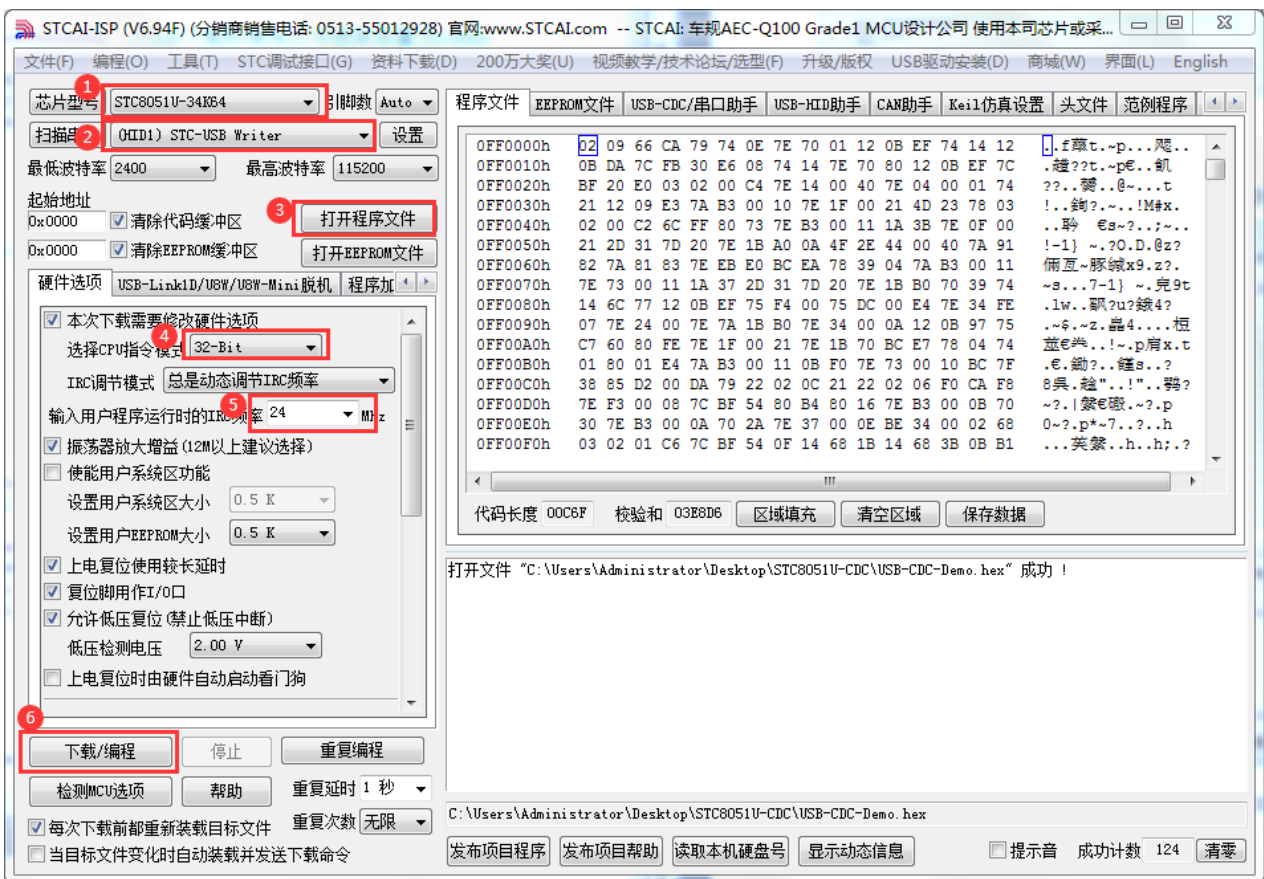 STCAI-ISP (V6.94F) (分销商销售电话: 0513-55012928) 官网:www.STCAI.com -- STCAI: 车规AEC-Q100 Grade1 MCU设计公司 使用本司芯片或采...
文件(F) 编程(O) 工具(T) STC调试接口(G) 资料下载(D) 200万大奖(U) 视频教学/技术论坛/选型(F) 升级/版权 USB驱动安装(D) 商城(W) 界面(L) English
1
芯片型号 STC8051U-34K64 引脚数 Auto
扫描串 2 (HID1) STC-USB Writer 设置
最低波特率 2400 最高波特率 115200
起始地址
0x0000 清除代码缓冲区 3 打开程序文件
0x0000 清除EEPROM缓冲区 打开EEPROM文件
硬件选项 USB-Link1D/U8W/U8W-Mini脱机 程序加
本次下载需要修改硬件选项
4
选择CPU指令模式 32-Bit
IRC调节模式 总是动态调节IRC频率
输入用户程序运行时的IRC频率 5 24 MHz
振荡器放大增益(12M以上建议选择)
使能用户系统区功能
设置用户系统区大小 0.5 K
设置用户EEPROM大小 0.5 K
上电复位使用较长延时
复位脚用作I/O口
允许低压复位(禁止低压中断)
低压检测电压 2.00 V
上电复位时由硬件自动启动看门狗
6
下载/编程 停止 重复编程
检测MCU选项 帮助 重复延时 1 秒
每次下载前都重新装载目标文件 重复次数 无限
当目标文件变化时自动装载并发送下载命令
程序文件 EEPROM文件 USB-CDC/串口助手 USB-HID助手 CAN助手 Keil仿真设置 头文件 范例程序
0FF0000h 02 09 66 CA 79 74 0E 7E 70 01 12 0B EF 74 14 12
0FF0010h 0B DA 7C FB 30 E6 08 74 14 7E 70 80 12 0B EF 7C
0FF0020h BF 20 E0 03 02 00 C4 7E 14 00 40 7E 04 00 01 74
0FF0030h 21 12 09 E3 7A B3 00 10 7E 1F 00 21 4D 23 78 03
0FF0040h 02 00 C2 6C FF 80 73 7E B3 00 11 1A 3B 7E 0F 00
0FF0050h 21 2D 31 7D 20 7E 1B A0 0A 4F 2E 44 00 40 7A 91
0FF0060h 82 7A 81 83 7E EB E0 BC EA 78 39 04 7A B3 00 11
0FF0070h 7E 73 00 11 1A 37 2D 31 7D 20 7E 1B B0 70 39 74
0FF0080h 14 6C 77 12 0B EF 75 F4 00 75 DC 00 E4 7E 34 FE
0FF0090h 07 7E 24 00 7E 7A 1B B0 7E 34 00 0A 12 0B 97 75
0FF00A0h C7 60 80 FE 7E 1F 00 21 7E 1B 70 BC E7 78 04 74
0FF00B0h 01 80 01 E4 7A B3 00 11 0B F0 7E 73 00 10 BC 7F
0FF00C0h 38 85 D2 00 DA 79 22 02 0C 21 22 02 06 F0 CA F8
0FF00D0h 7E F3 00 08 7C BF 54 80 B4 80 16 7E B3 00 0B 70
0FF00E0h 30 7E B3 00 0A 70 2A 7E 37 00 0E BE 34 00 02 68
0FF00F0h 03 02 01 C6 7C BF 54 0F 14 68 1B 14 68 3B 0B B1
代码长度 00C6F 校验和 03E8D6 区域填充 清空区域 保存数据
打开文件 "C:\Users\Administrator\Desktop\STC8051U-CDC\USB-CDC-Demo.hex" 成功 !
C:\Users\Administrator\Desktop\STC8051U-CDC\USB-CDC-Demo.hex
发布项目程序 发布项目帮助 读取本机硬盘号 显示动态信息 提示音 成功计数 124 清零